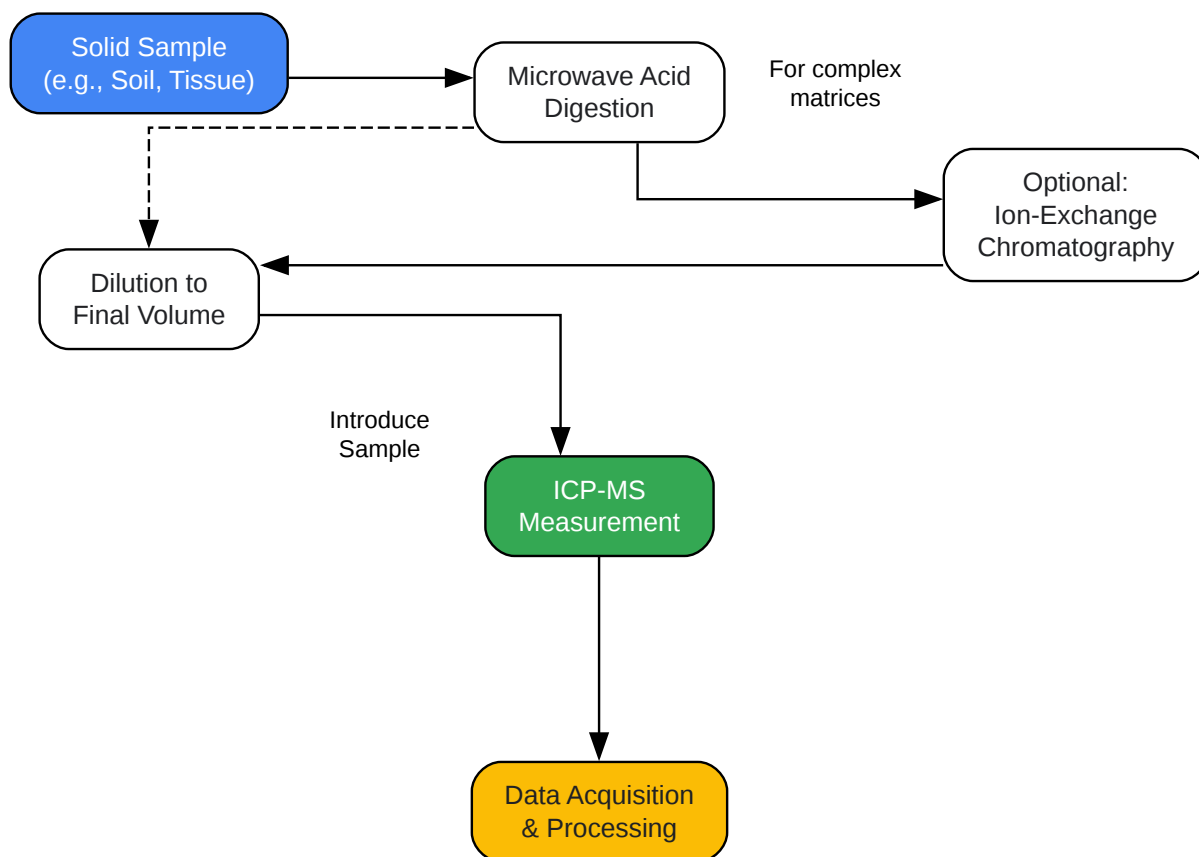 Solid Sample
(e.g., Soil, Tissue)
Microwave Acid
Digestion
For complex
matrices
Optional:
Ion-Exchange
Chromatography
Dilution to
Final Volume
Introduce
Sample
ICP-MS
Measurement
Data Acquisition
& Processing